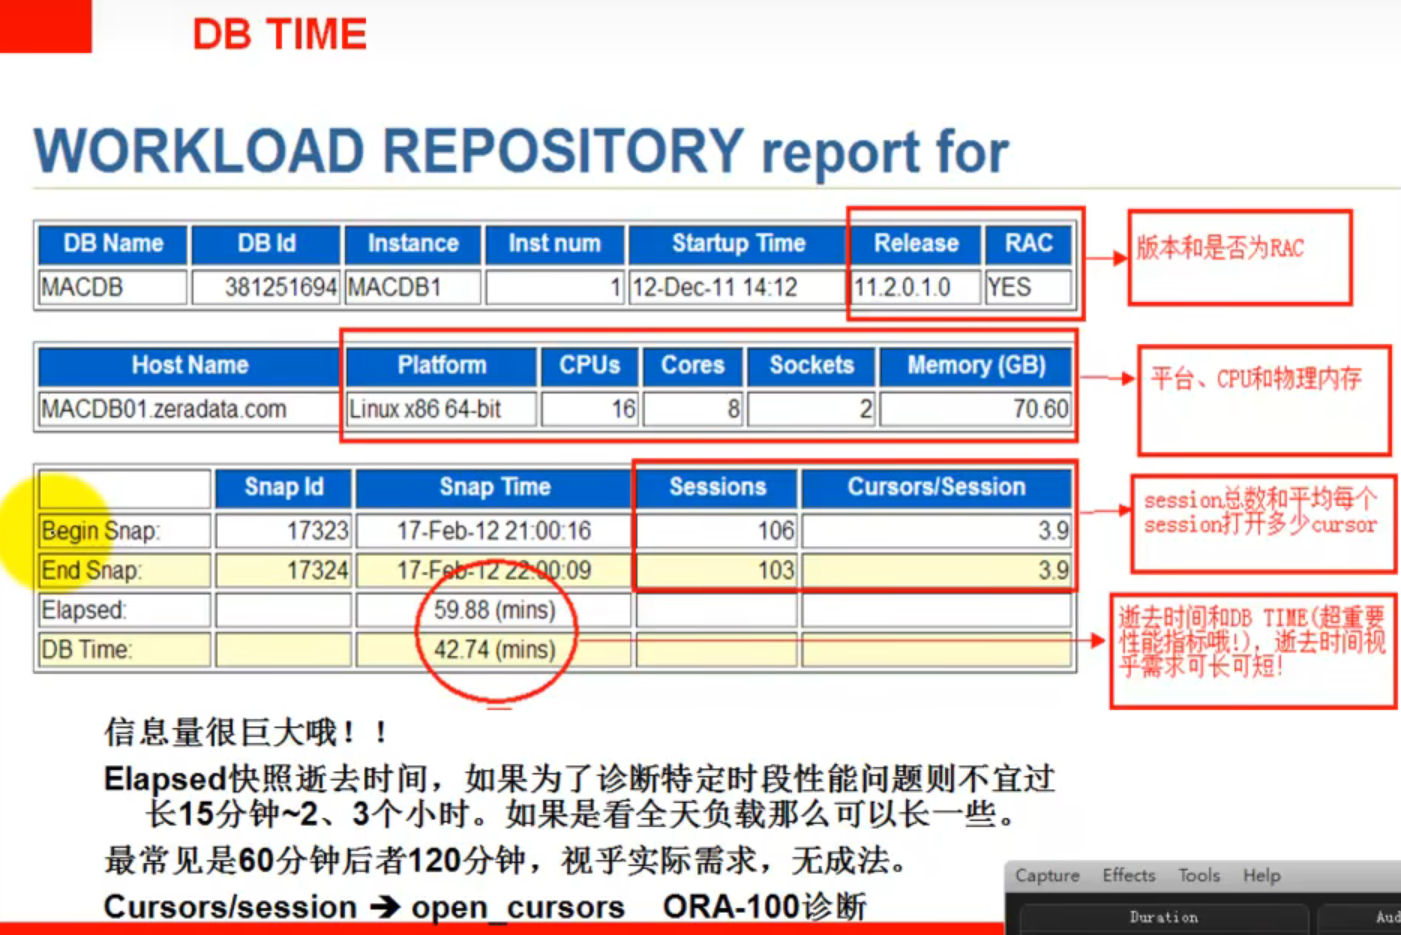 DB TIME
WORKLOAD REPOSITORY report for
DB Name DB Id Instance Inst num Startup Time Release RAC
MACDB 381251694 MACDB1 1 12-Dec-11 14:12 11.2.0.1.0 YES
版本和是否为RAC
Host Name Platform CPUs Cores Sockets Memory (GB)
MACDB01.zeradata.com Linux x86 64-bit 16 8 2 70.60
平台、CPU和物理内存
Snap Id Snap Time Sessions Cursors/Session
Begin Snap: 17323 17-Feb-12 21:00:16 106 3.9
End Snap: 17324 17-Feb-12 22:00:09 103 3.9
Elapsed: 59.88 (mins)
DB Time: 42.74 (mins)
session总数和平均每个
session打开多少cursor
逝去时间和DB TIME(超重要
性能指标哦!), 逝去时间视
乎需求可长可短!
信息量很巨大哦！！
Elapsed快照逝去时间，如果为了诊断特定时段性能问题则不宜过
长15分钟~2、3个小时。如果是看全天负载那么可以长一些。
最常见是60分钟后者120分钟，视乎实际需求，无成法。
Cursors/session ➔ open_cursors ORA-100诊断
Capture Effects Tools Help
Duration Aud